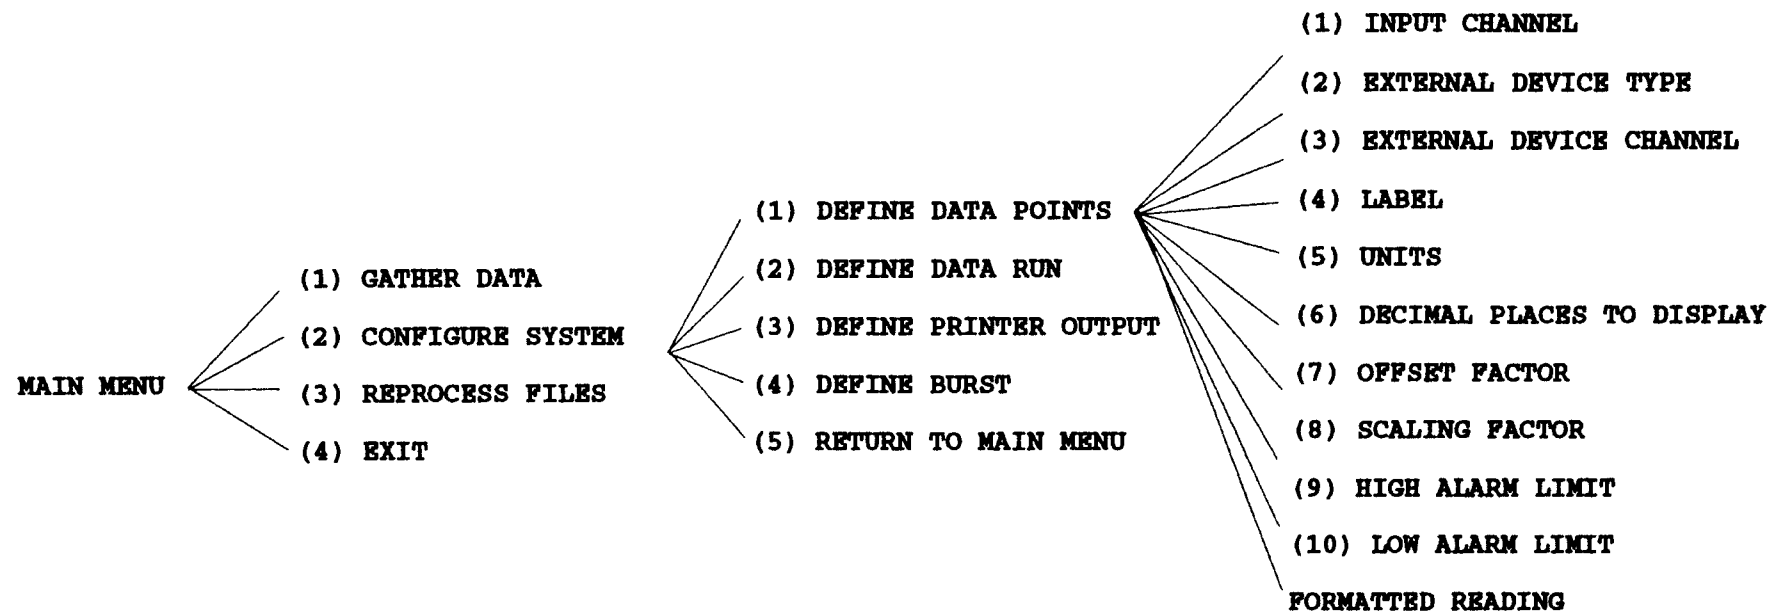 MAIN MENU
(1) GATHER DATA
(2) CONFIGURE SYSTEM
(3) REPROCESS FILES
(4) EXIT
(1) DEFINE DATA POINTS
(2) DEFINE DATA RUN
(3) DEFINE PRINTER OUTPUT
(4) DEFINE BURST
(5) RETURN TO MAIN MENU
(1) INPUT CHANNEL
(2) EXTERNAL DEVICE TYPE
(3) EXTERNAL DEVICE CHANNEL
(4) LABEL
(5) UNITS
(6) DECIMAL PLACES TO DISPLAY
(7) OFFSET FACTOR
(8) SCALING FACTOR
(9) HIGH ALARM LIMIT
(10) LOW ALARM LIMIT
FORMATTED READING